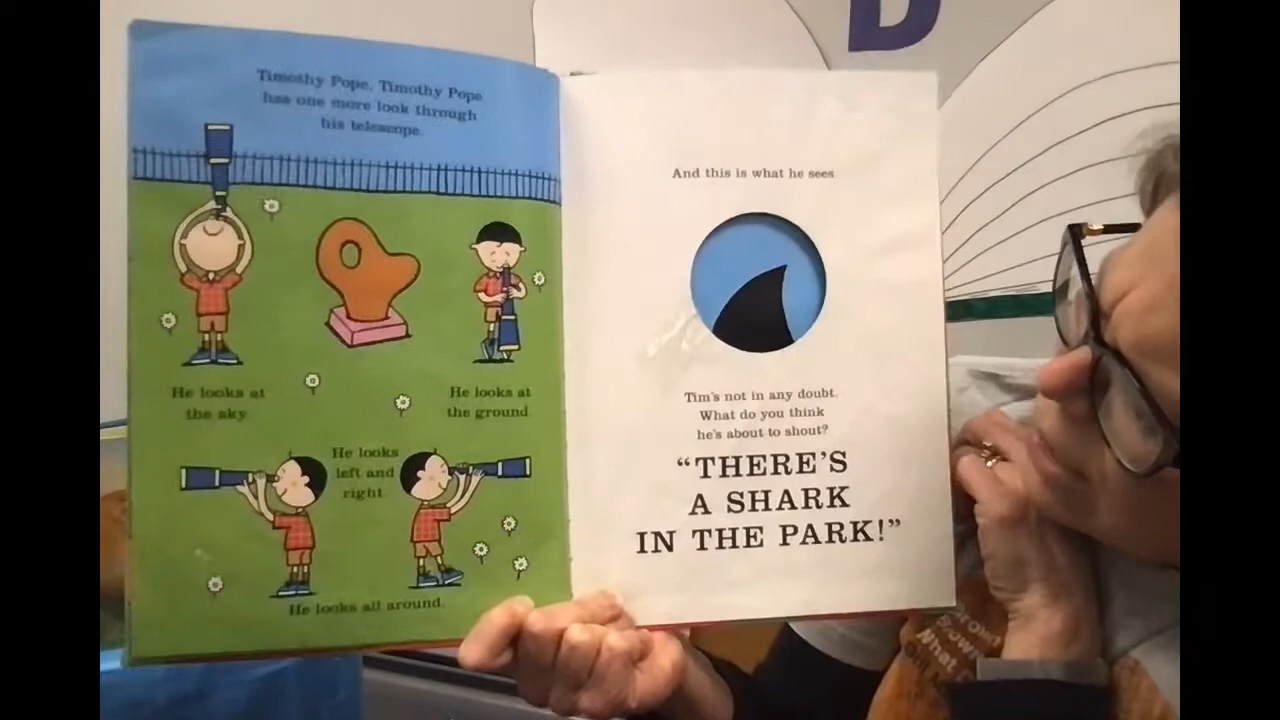 D
Timothy Pope, Timothy Pope
has one more look through
his telescope.
He looks at
the sky.
He looks at
the ground.
He looks
left and
right.
He looks all around.
And this is what he sees.
Tim's not in any doubt.
What do you think
he's about to shout?
“THERE'S
A SHARK
IN THE PARK!”
Brown
What